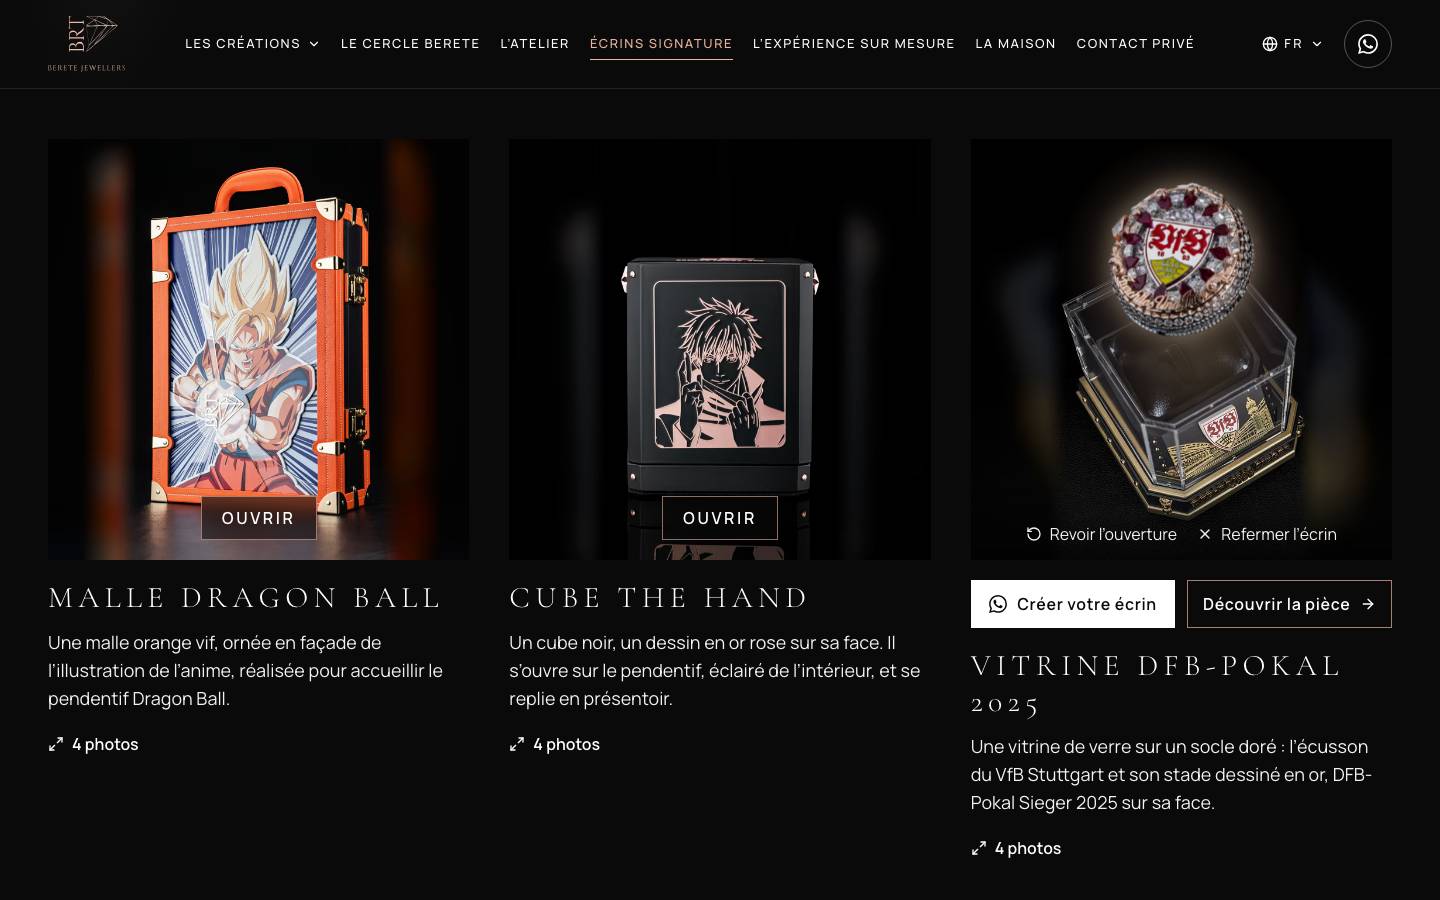 BRT
BERETE JEWELLERS
LES CRÉATIONS
LE CERCLE BERETE
L'ATELIER
ÉCRINS SIGNATURE
L'EXPÉRIENCE SUR MESURE
LA MAISON
CONTACT PRIVÉ
FR
BRT
OUVRIR
OUVRIR
VfB
VfB
Revoir l'ouverture
Refermer l'écrin
Créer votre écrin
Découvrir la pièce
MALLE DRAGON BALL
Une malle orange vif, ornée en façade de
l'illustration de l'anime, réalisée pour accueillir le
pendentif Dragon Ball.
4 photos
CUBE THE HAND
Un cube noir, un dessin en or rose sur sa face. Il
s'ouvre sur le pendentif, éclairé de l'intérieur, et se
replie en présentoir.
4 photos
VITRINE DFB-POKAL
2025
Une vitrine de verre sur un socle doré : l'écusson
du VfB Stuttgart et son stade dessiné en or, DFB-
Pokal Sieger 2025 sur sa face.
4 photos